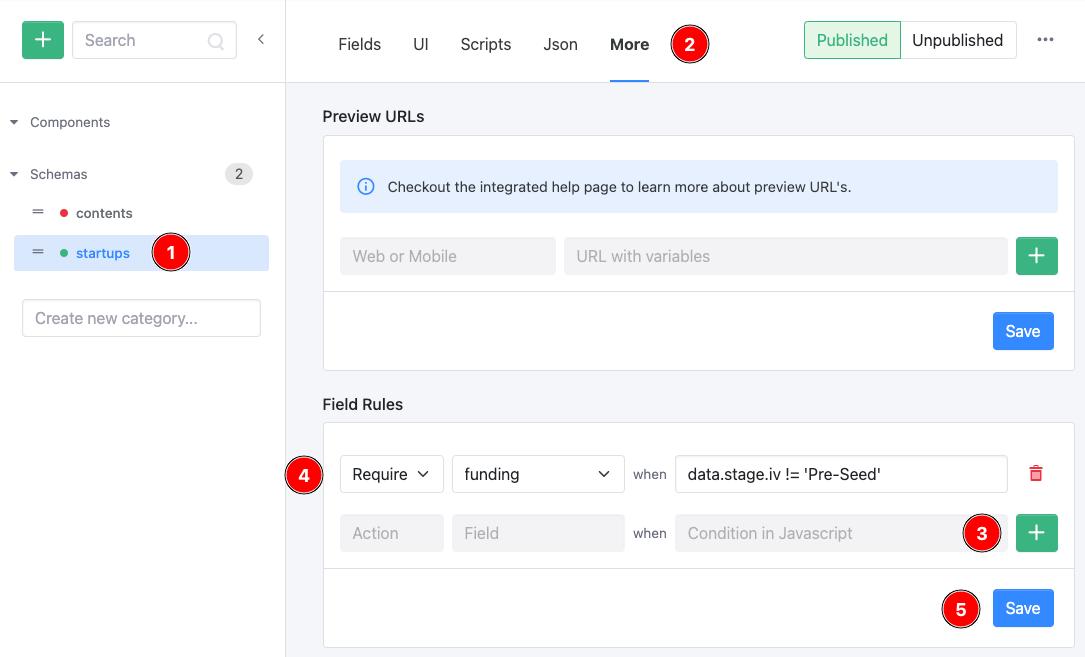 Search
Fields UI Scripts Json More 2 Published Unpublished
Components
Schemas 2
contents
startups 1
Create new category...
Preview URLs
Checkout the integrated help page to learn more about preview URL's.
Web or Mobile URL with variables
Save
Field Rules
4 Require funding when data.stage.iv != 'Pre-Seed'
Action Field when Condition in Javascript 3
5 Save